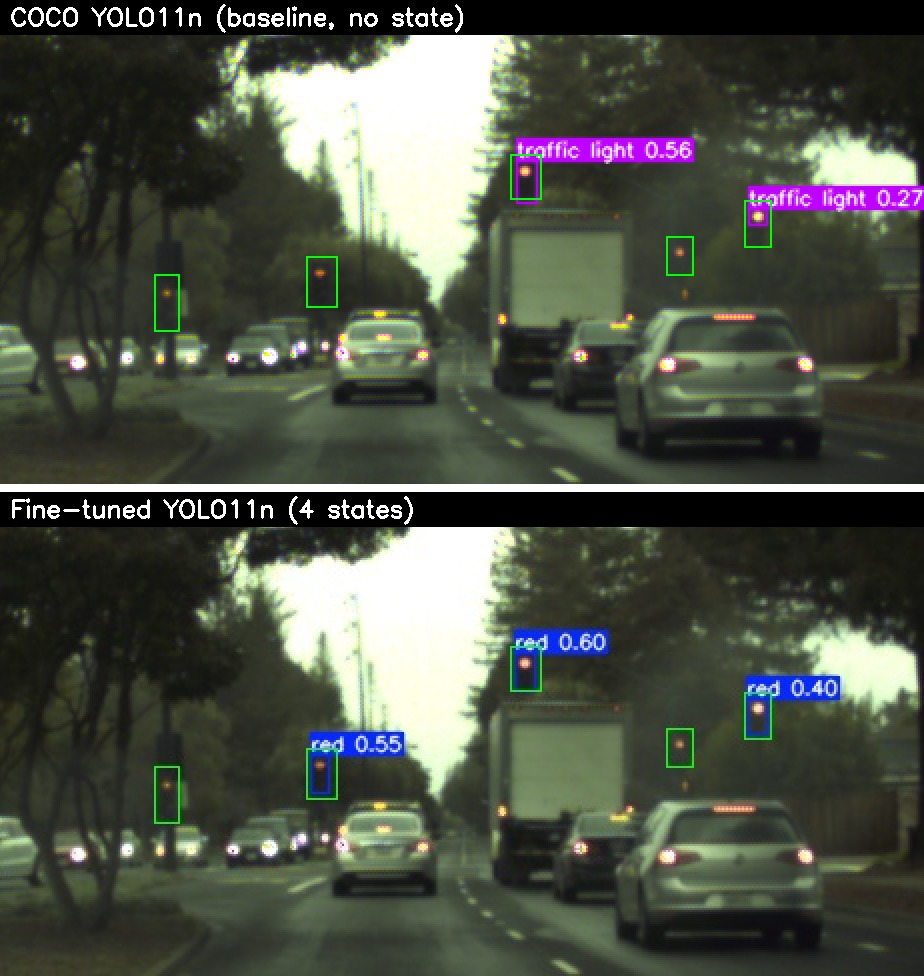 COCO YOLO11n (baseline, no state)
traffic light 0.56
traffic light 0.27
Fine-tuned YOLO11n (4 states)
red 0.60
red 0.40
red 0.55